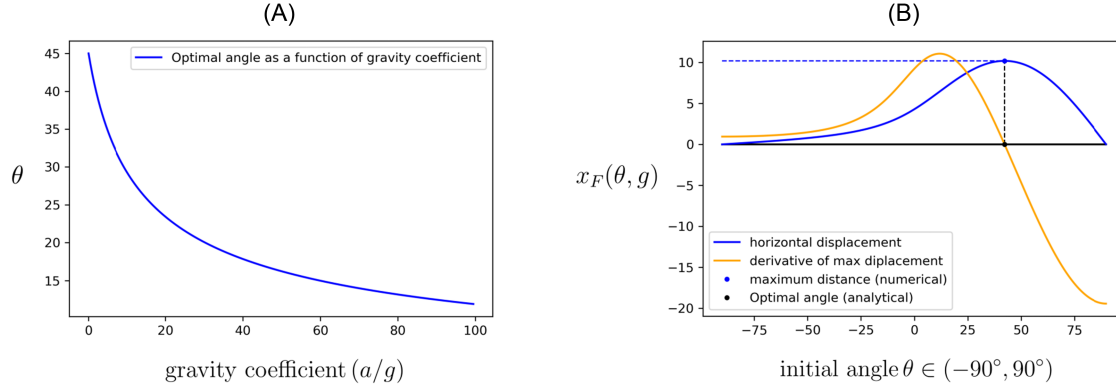 (A)
Optimal angle as a function of gravity coefficient
45
40
35
30
25
20
15
θ
0 20 40 60 80 100
gravity coefficient (a/g)
(B)
10
5
0
−5
−10
−15
−20
x_F(θ, g)
horizontal displacement
derivative of max diplacement
maximum distance (numerical)
Optimal angle (analytical)
−75 −50 −25 0 25 50 75
initial angle θ ∈ (−90°, 90°)